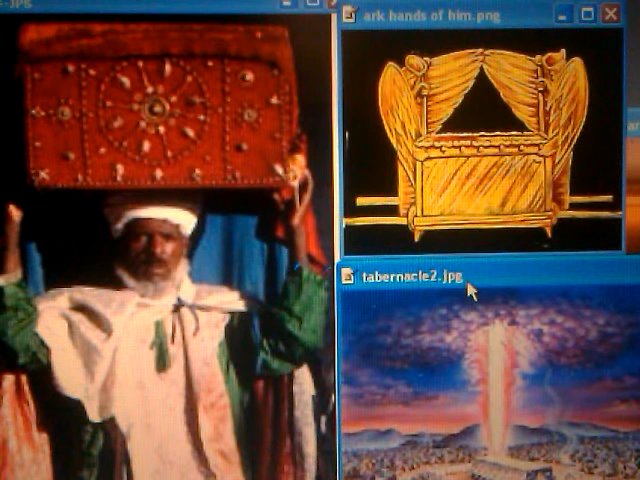 .jpg
ark hands of him.png
tabernacle2.jpg